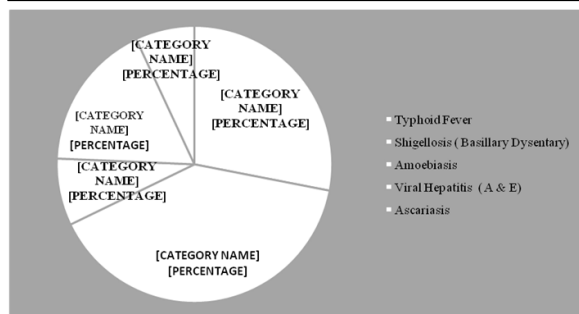 [CATEGORY
NAME]
[PERCENTAGE]
[CATEGORY
NAME]
[PERCENTAGE]
[CATEGORY
NAME]
[PERCENTAGE]
[CATEGORY
NAME]
[PERCENTAGE]
[CATEGORY NAME]
[PERCENTAGE]
Typhoid Fever
Shigellosis ( Basillary Dysentary)
Amoebiasis
Viral Hepatitis (A & E)
Ascariasis